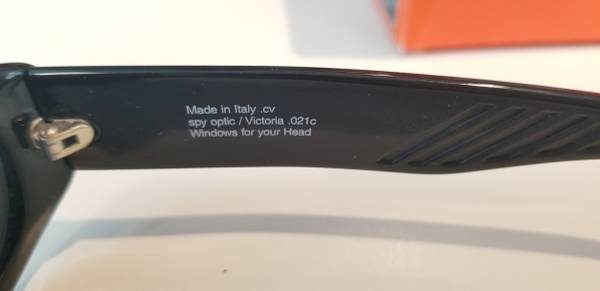 Made in Italy .cv
spy optic / Victoria .021c
Windows for your Head